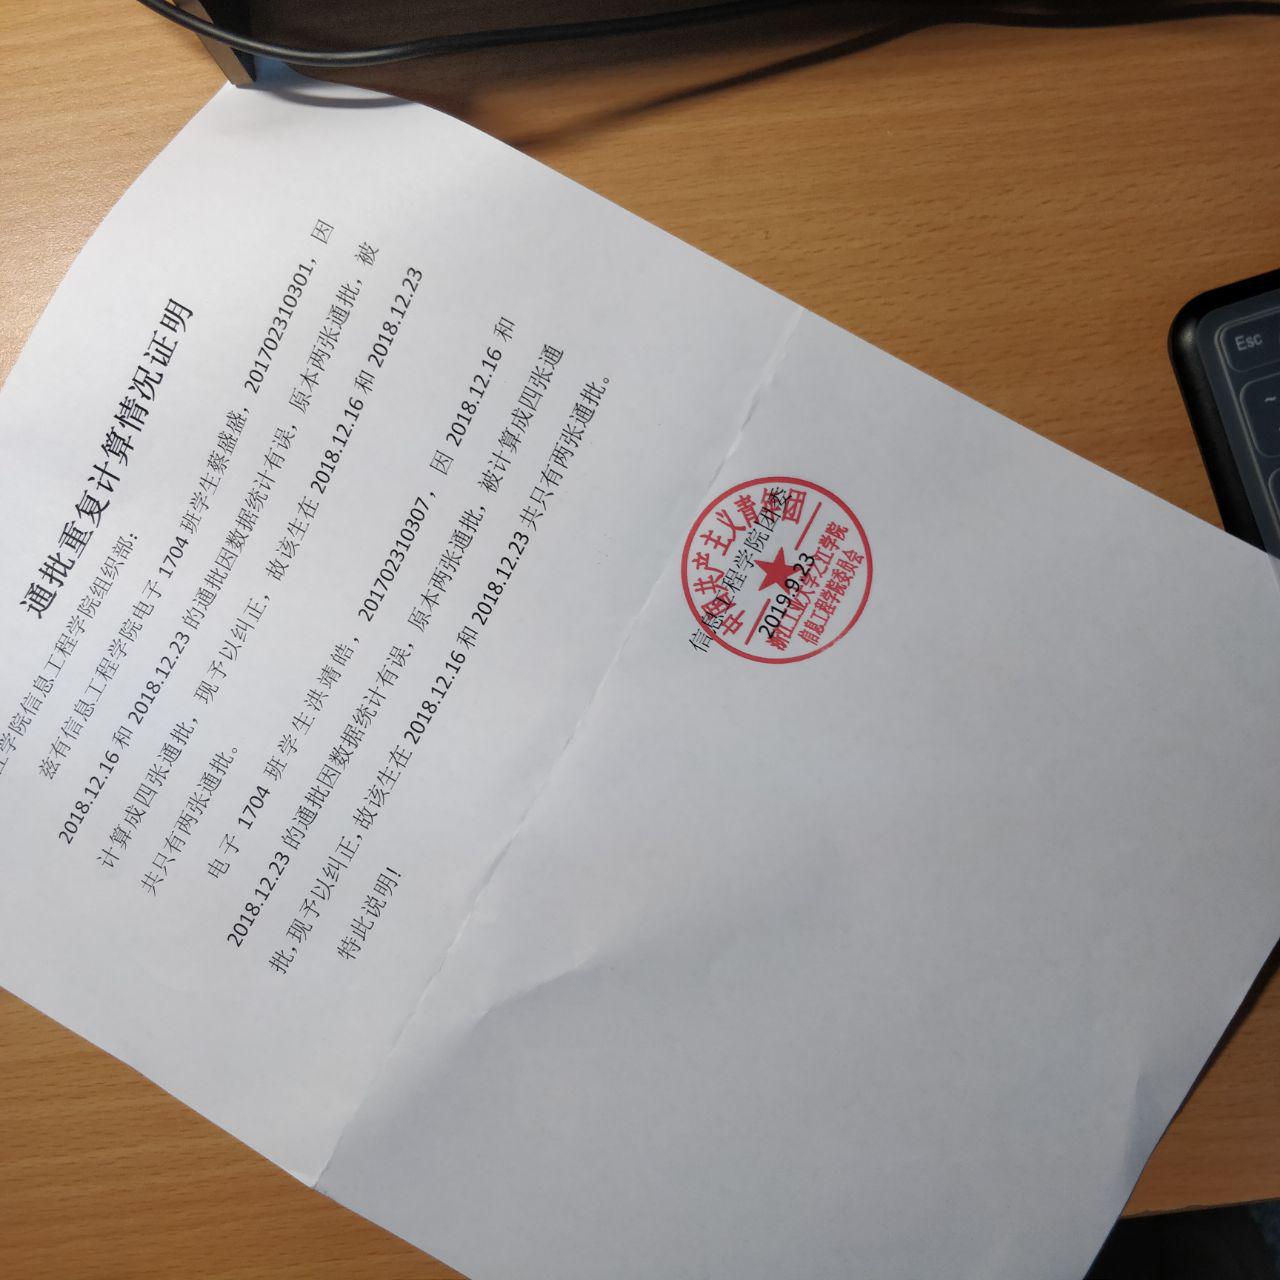 通批重复计算情况证明
江学院信息工程学院组织部：
兹有信息工程学院电子 1704 班学生蔡盛盛，201702310301，因
2018.12.16 和 2018.12.23 的通批因数据统计有误，原本两张通批，被
计算成四张通批，现予以纠正，故该生在 2018.12.16 和 2018.12.23
共只有两张通批。
电子 1704 班学生洪靖皓，201702310307，因 2018.12.16 和
2018.12.23 的通批因数据统计有误，原本两张通批，被计算成四张通
批，现予以纠正，故该生在 2018.12.16 和 2018.12.23 共只有两张通批。
特此说明！
信息工程学院团委
2019.9.23
中国共产主义青年团
浙江工业大学之江学院
信息工程学院委员会
Esc
~